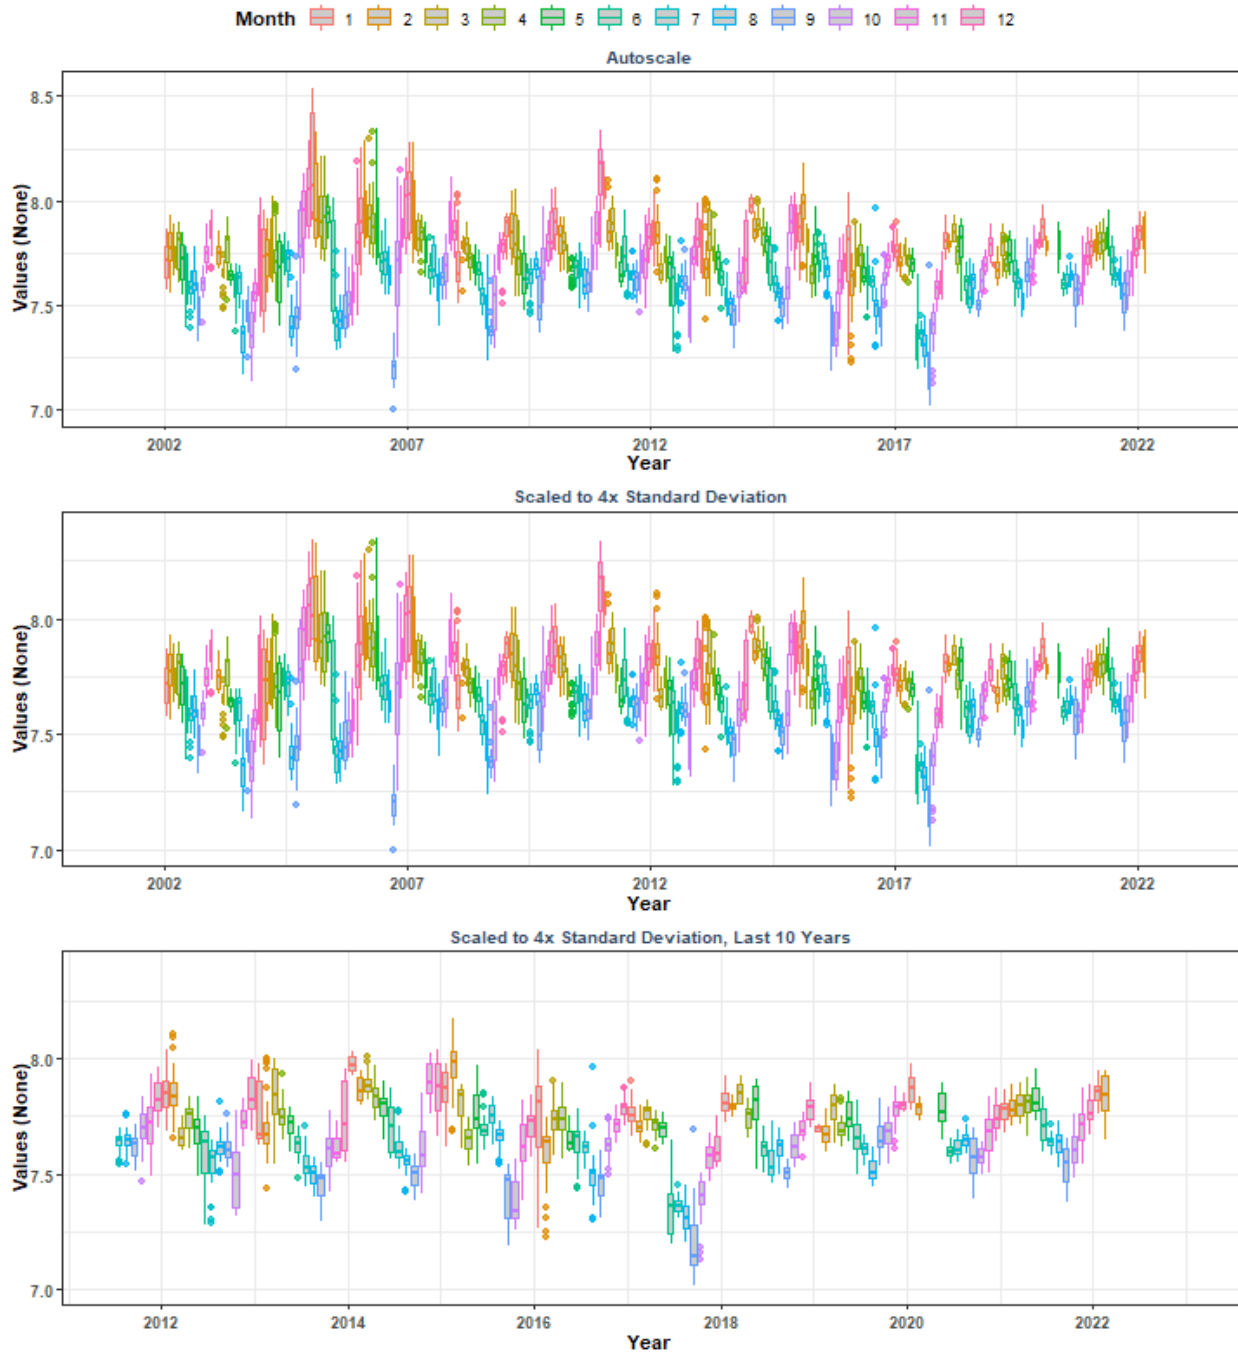 Month 1 2 3 4 5 6 7 8 9 10 11 12
Autoscale
Values (None)
8.5
8.0
7.5
7.0
2002 2007 2012 2017 2022
Year
Scaled to 4x Standard Deviation
Values (None)
8.0
7.5
7.0
2002 2007 2012 2017 2022
Year
Scaled to 4x Standard Deviation, Last 10 Years
Values (None)
8.0
7.5
7.0
2012 2014 2016 2018 2020 2022
Year